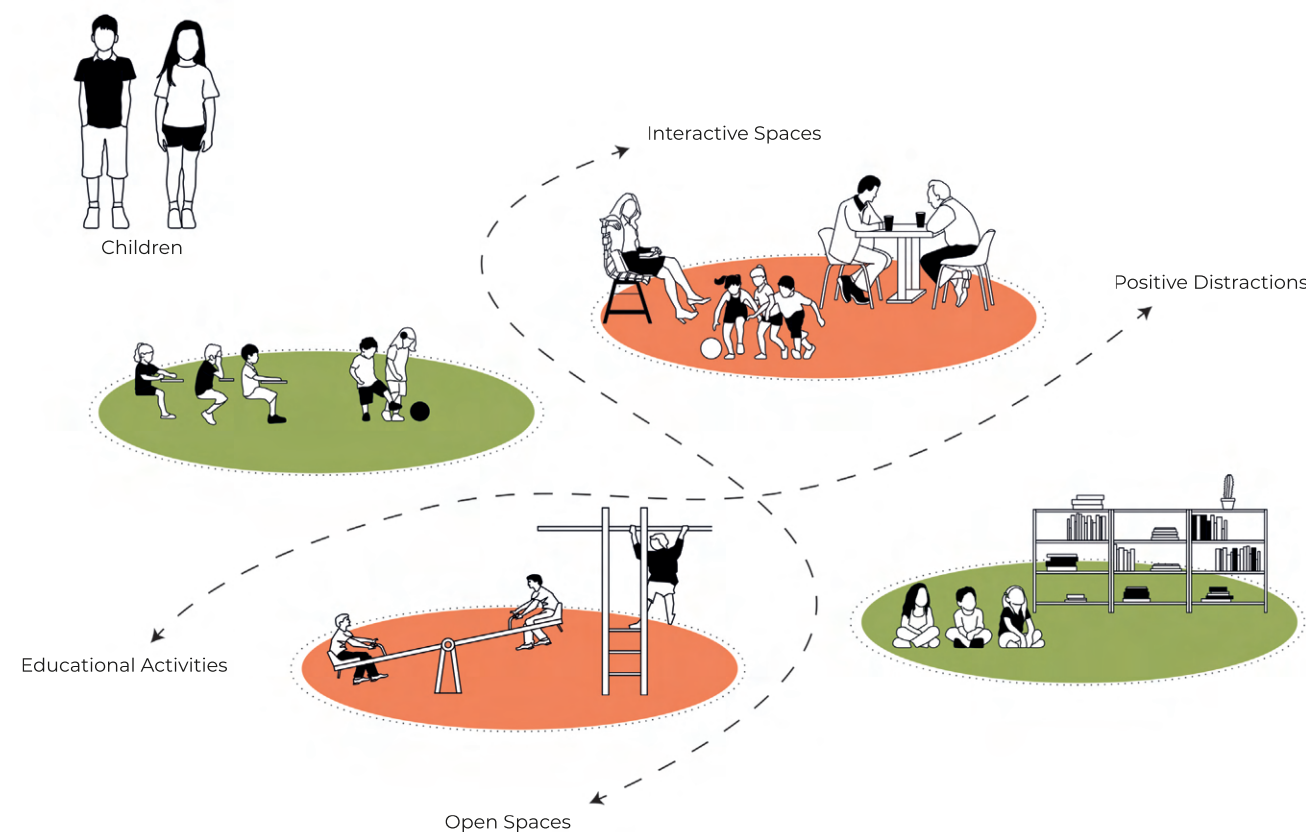 Children
Interactive Spaces
Positive Distractions
Educational Activities
Open Spaces